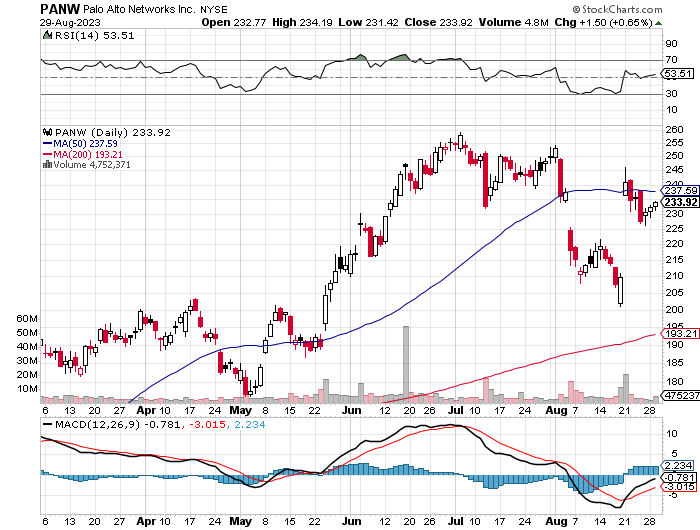 PANW Palo Alto Networks Inc. NYSE
© StockCharts.com
29-Aug-2023
Open 232.77 High 234.19 Low 231.42 Close 233.92 Volume 4.8M Chg +1.50 (+0.65%)
RSI(14) 53.51
90
70
53.51
30
10
PANW (Daily) 233.92
MA(50) 237.59
MA(200) 193.21
Volume 4,752,371
260
255
250
245
240
237.59
233.92
225
220
215
210
205
200
195
193.21
190
185
180
475237
60M
50M
40M
30M
20M
10M
6 13 20 27 Apr 10 17 24 May 8 15 22 Jun 12 20 26 Jul 10 17 24 Aug 7 14 21 28
MACD(12,26,9) -0.781, -3.015, 2.234
10
5
2.234
-0.781
-3.015
-5
6 13 20 27 Apr 10 17 24 May 8 15 22 Jun 12 20 26 Jul 10 17 24 Aug 7 14 21 28